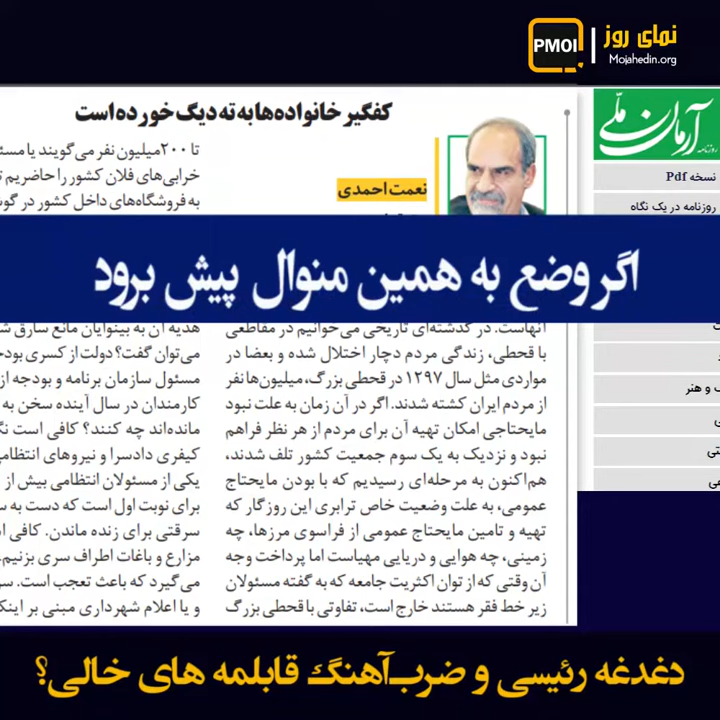 نمای روز
PMOI
Mojahedin.org
آرمان ملی
روزنامه
نسخه Pdf
روزنامه در یک نگاه
و هنر
کفگیر خانواده‌ها به ته دیگ خورده است
نعمت احمدی
تا ۲۰۰ میلیون نفر می‌گویند یا
خرابی‌های فلان کشور را حاضریم
به فروشگاه‌های داخل کشور در
اگر وضع به همین منوال پیش برود
آنهاست. در گذشته‌ای تاریخی می‌خوانیم در مقاطعی
با قحطی، زندگی مردم دچار اختلال شده و بعضا در
مواردی مثل سال ۱۲۹۷ در قحطی بزرگ، میلیون‌ها نفر
از مردم ایران کشته شدند. اگر در آن زمان به علت نبود
مایحتاجی امکان تهیه آن برای مردم از هر نظر فراهم
نبود و نزدیک به یک سوم جمعیت کشور تلف شدند،
هم‌اکنون به مرحله‌ای رسیدیم که با بودن مایحتاج
عمومی، به علت وضعیت خاص ترابری این روزگار که
تهیه و تامین مایحتاج عمومی از فراسوی مرزها، چه
زمینی، چه هوایی و دریایی مهیاست اما پرداخت وجه
آن وقتی که از توان اکثریت جامعه که به گفته مسئولان
زیر خط فقر هستند خارج است، تفاوتی با قحطی بزرگ
هدیه آن به بینوایان مانع سارق
می‌توان گفت؟ دولت از کسری
مسئول سازمان برنامه و بودجه از
کارمندان در سال آینده سخن به
مانده‌اند چه کنند؟ کافی است
کیفری دادسرا و نیروهای انتظامی
یکی از مسئولان انتظامی بیش از
برای نوبت اول است که دست به
سرقتی برای زنده ماندن. کافی
مزارع و باغات اطراف سری بزنیم.
می‌گیرد که باعث تعجب است.
و یا اعلام شهرداری مبنی بر
دغدغه رئیسی و ضرب‌آهنگ قابلمه های خالی؟